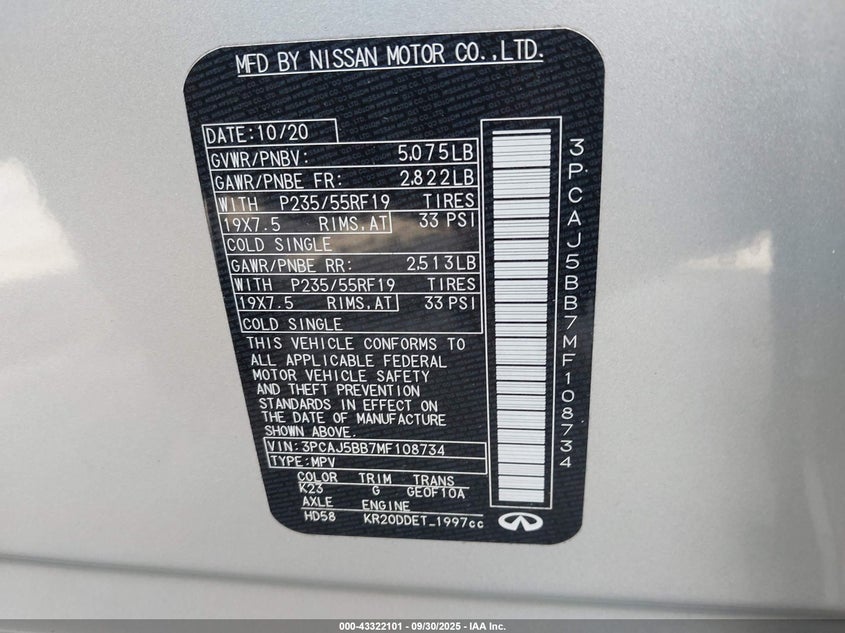 MFD BY NISSAN MOTOR CO.,LTD.
DATE:10/20
GVWR/PNBV: 5,075LB
GAWR/PNBE FR: 2,822LB
WITH P235/55RF19 TIRES
19X7.5 RIMS,AT 33 PSI
COLD SINGLE
GAWR/PNBE RR: 2,513LB
WITH P235/55RF19 TIRES
19X7.5 RIMS,AT 33 PSI
COLD SINGLE
THIS VEHICLE CONFORMS TO
ALL APPLICABLE FEDERAL
MOTOR VEHICLE SAFETY
AND THEFT PREVENTION
STANDARDS IN EFFECT ON
THE DATE OF MANUFACTURE
SHOWN ABOVE.
VIN:3PCAJ5BB7MF108734
TYPE:MPV
COLOR TRIM TRANS
K23 G GE0F10A
AXLE ENGINE
HD58 KR20DDET_1997cc
3PCAJ5BB7MF108734
000-43322101 - 09/30/2025 - IAA Inc.